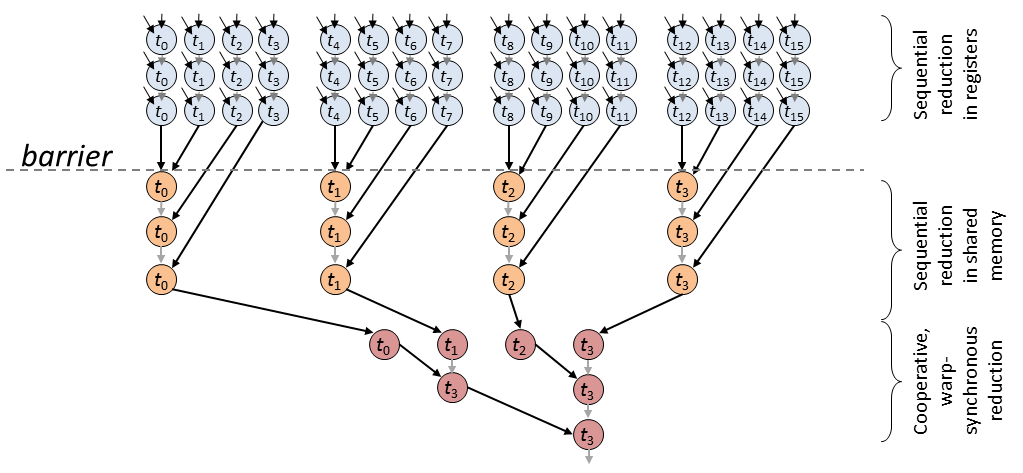 t0 t1 t2 t3 t4 t5 t6 t7 t8 t9 t10 t11 t12 t13 t14 t15
t0 t1 t2 t3 t4 t5 t6 t7 t8 t9 t10 t11 t12 t13 t14 t15
t0 t1 t2 t3 t4 t5 t6 t7 t8 t9 t10 t11 t12 t13 t14 t15
Sequential
reduction
in registers
barrier
t0 t1 t2 t3
t0 t1 t2 t3
t0 t1 t2 t3
Sequential
reduction
in shared
memory
t0 t1 t2 t3
t3 t3
t3
Cooperative,
warp-
synchronous
reduction